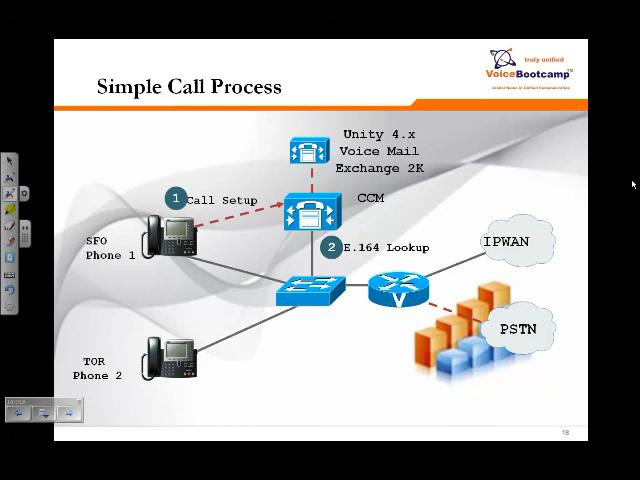 truly unified
VoiceBootcamp™
Simple Call Process
Unity 4.x
Voice Mail
Exchange 2K
1
Call Setup
CCM
2
E.164 Lookup
SFO
Phone 1
IPWAN
V
PSTN
TOR
Phone 2
18